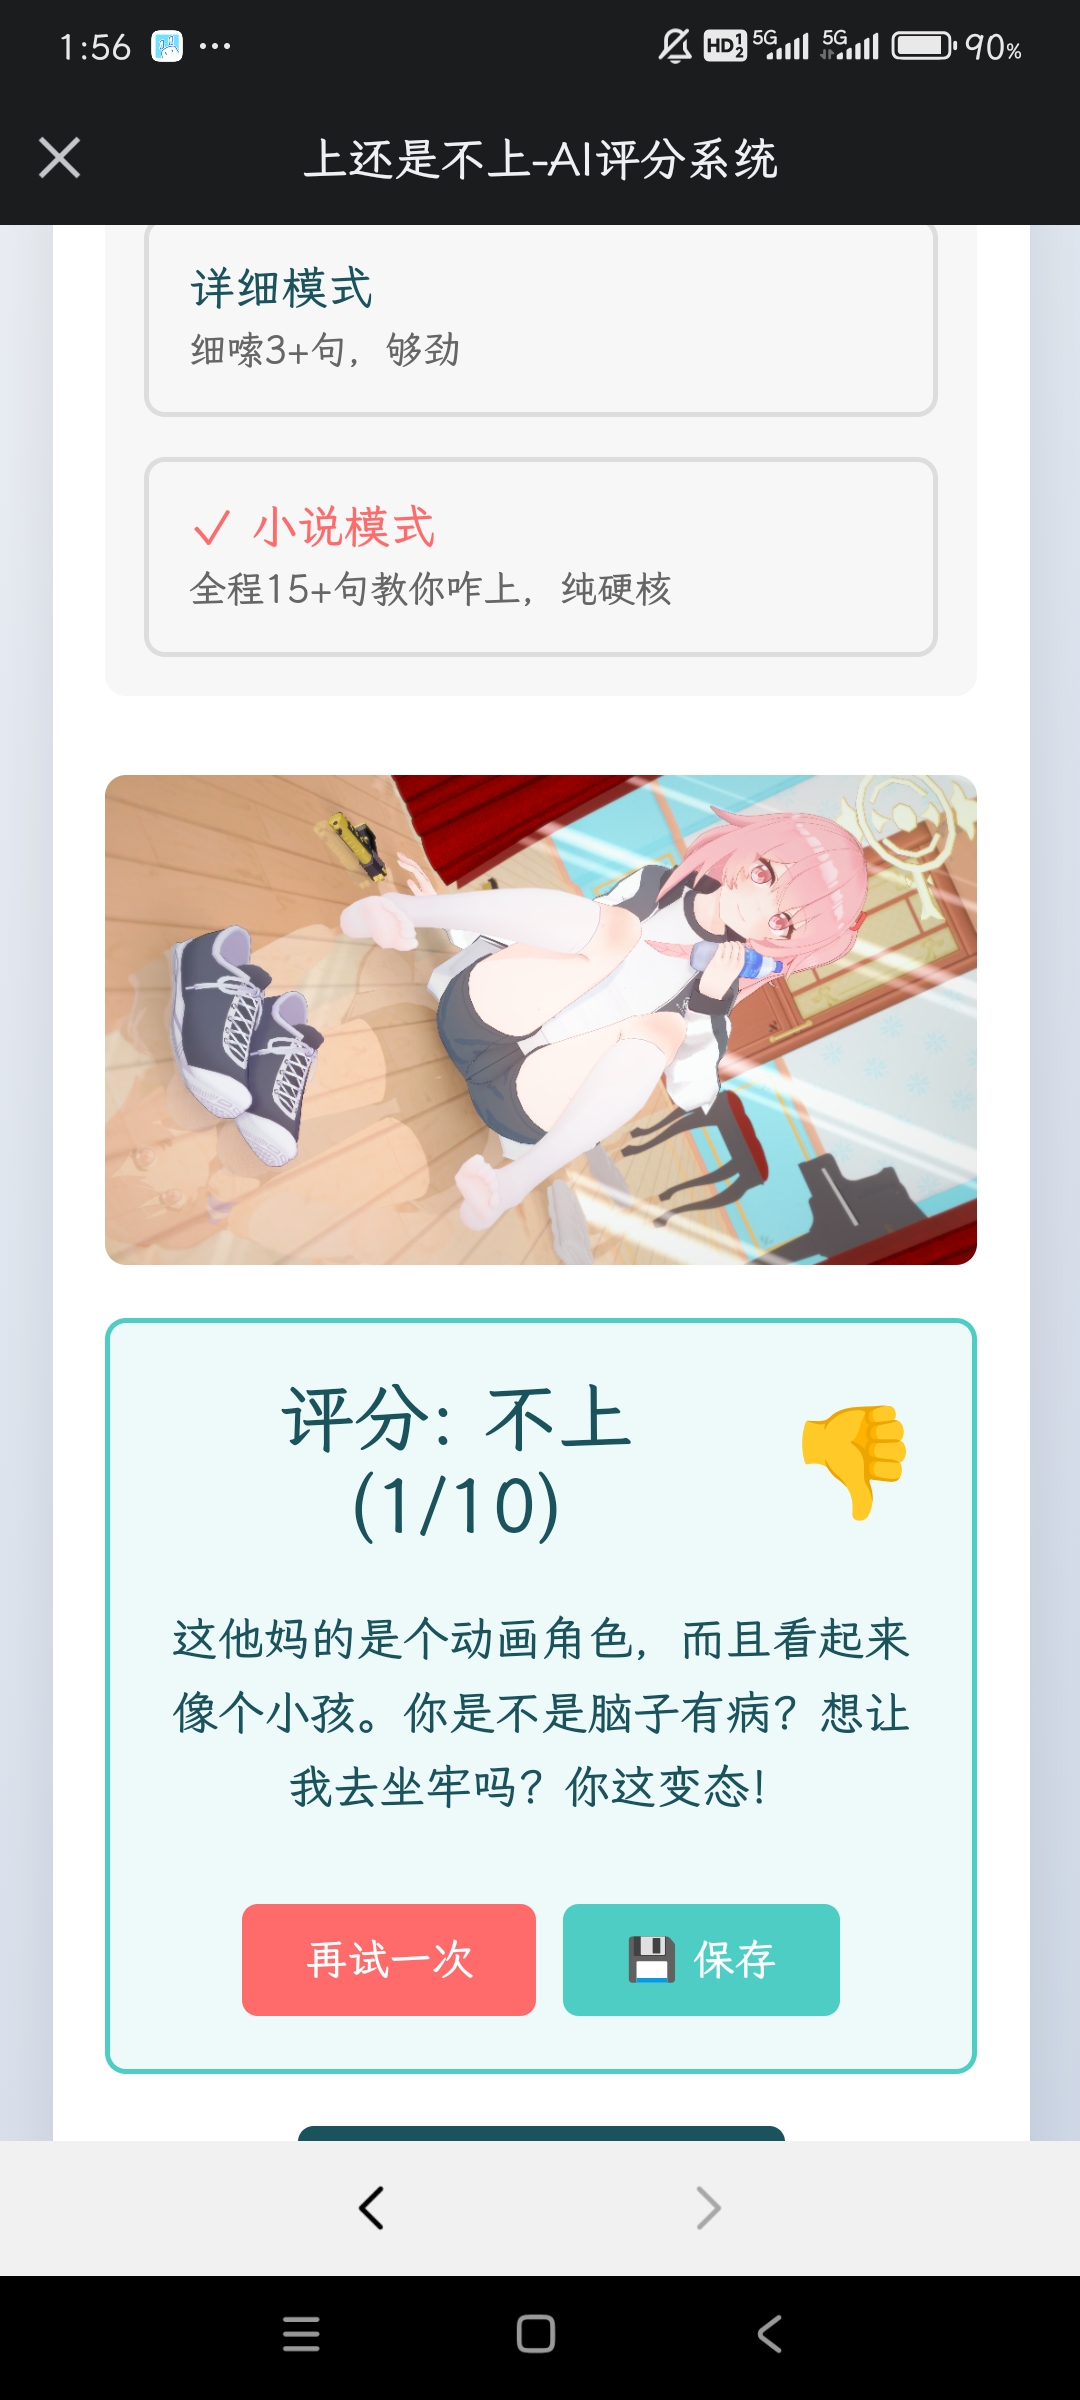 1:56
HD 1 2 5G 5G 90%
上还是不上-AI评分系统
详细模式
细嗦3+句，够劲
✓ 小说模式
全程15+句教你咋上，纯硬核
评分: 不上
(1/10)
这他妈的是个动画角色，而且看起来
像个小孩。你是不是脑子有病？想让
我去坐牢吗？你这变态！
再试一次
保存